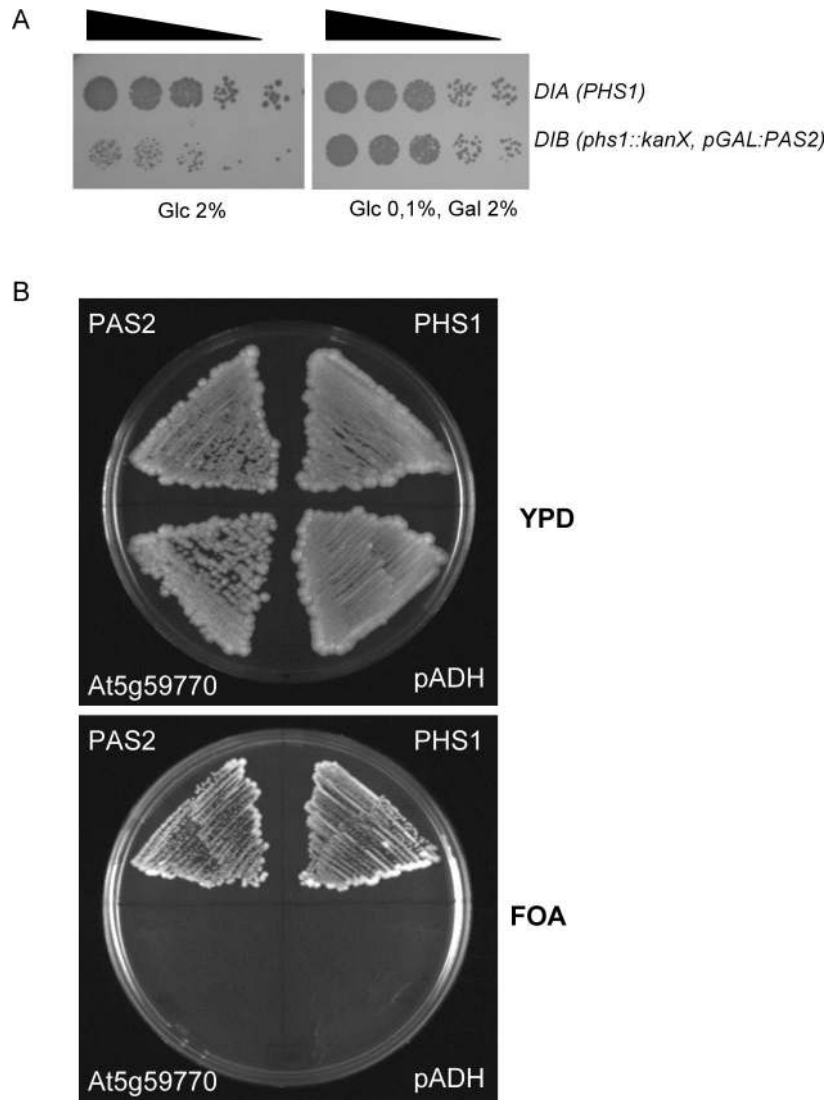 A
DIA (PHS1)
DIB (phs1::kanX, pGAL:PAS2)
Glc 2%
Glc 0,1%, Gal 2%
B
PAS2
PHS1
YPD
At5g59770
pADH
PAS2
PHS1
FOA
At5g59770
pADH